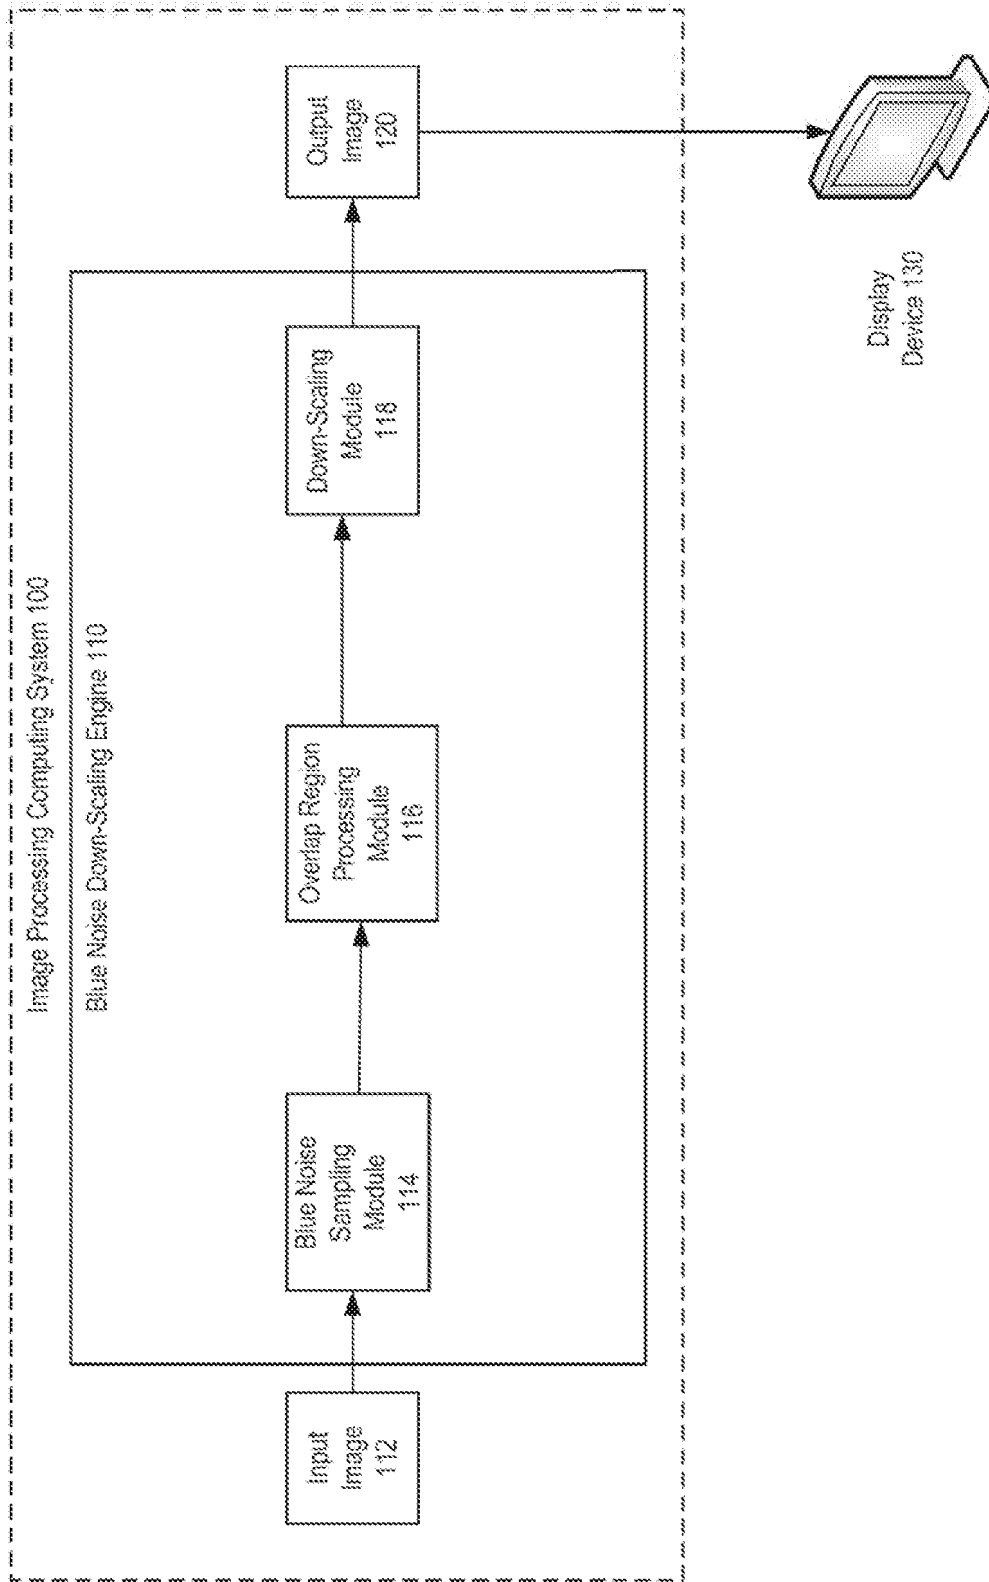 Image Processing Computing System 100
Blue Noise Down-Scaling Engine 110
Input
Image
112
Blue Noise
Sampling
Module
114
Overlap Region
Processing
Module
116
Down-Scaling
Module
118
Output
Image
120
Display
Device 130